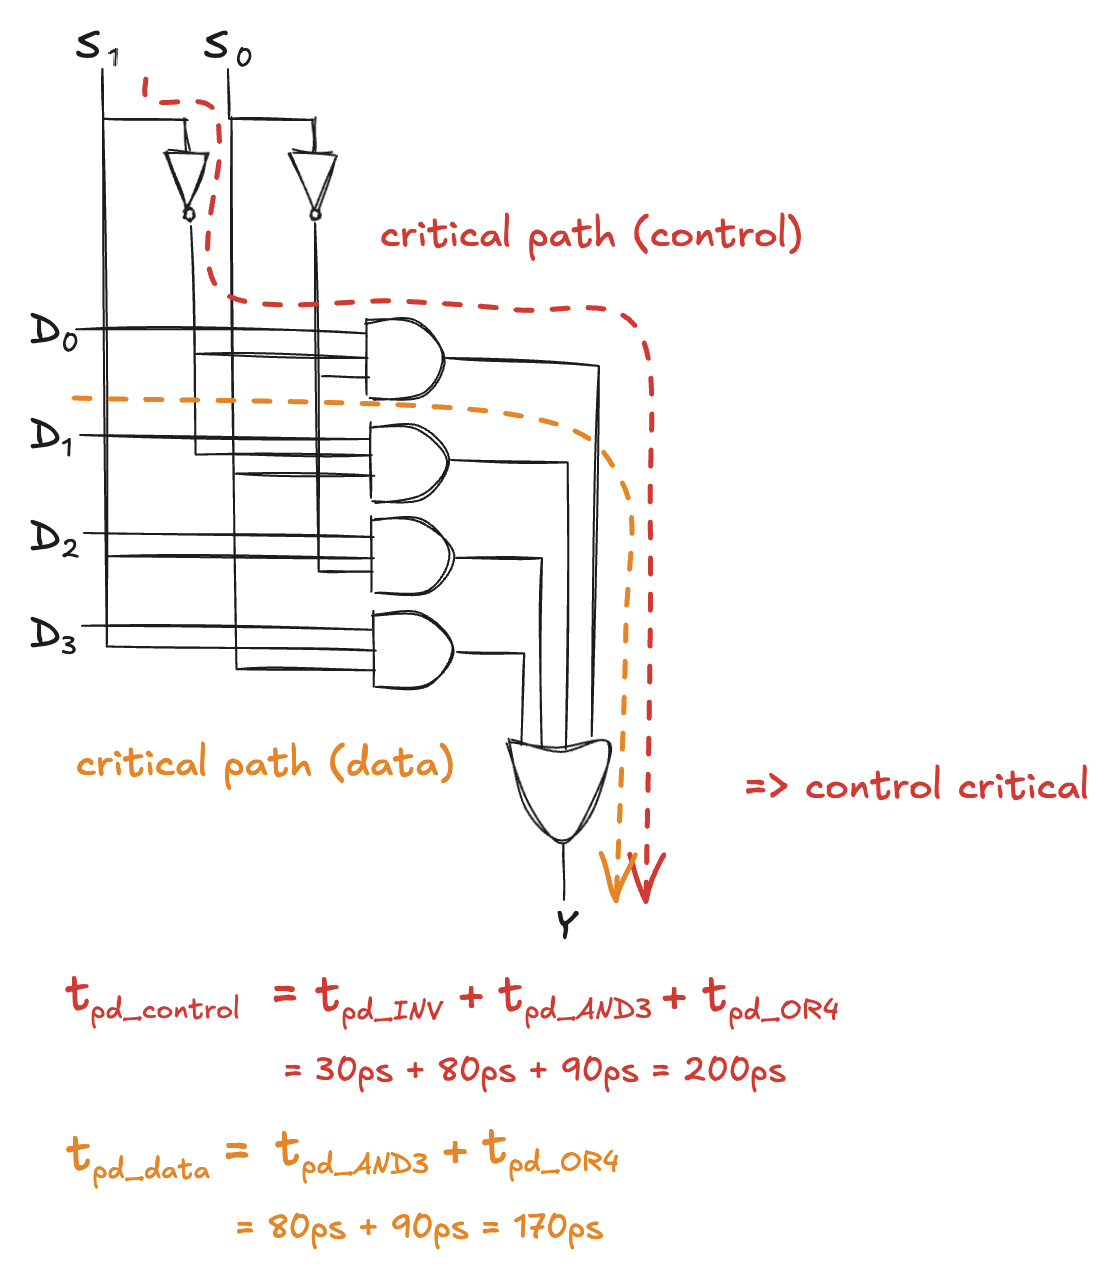 S1 S0
critical path (control)
D0
D1
D2
D3
critical path (data)
=> control critical
Y
tpd_control = tpd_INV + tpd_AND3 + tpd_OR4
= 30ps + 80ps + 90ps = 200ps
tpd_data = tpd_AND3 + tpd_OR4
= 80ps + 90ps = 170ps